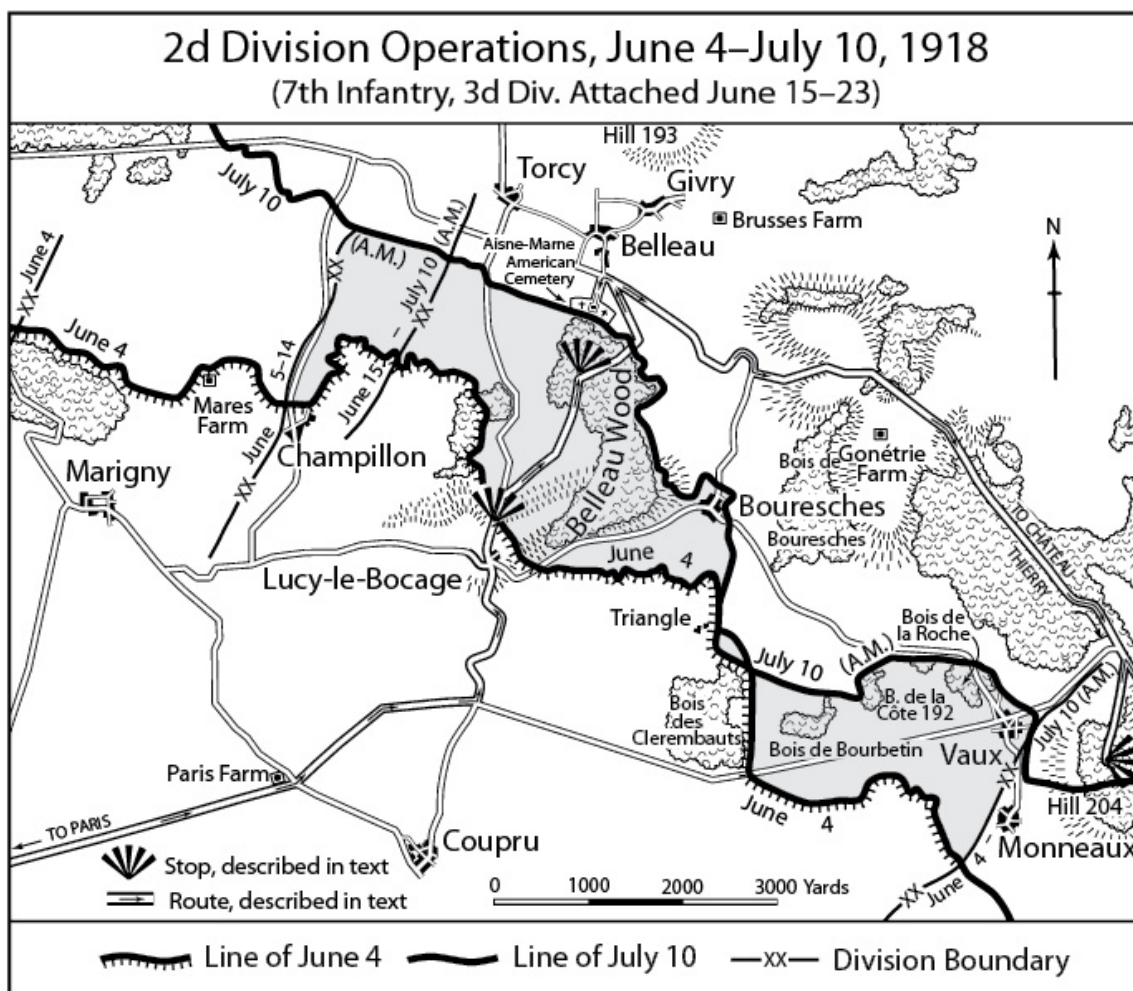 2d Division Operations, June 4–July 10, 1918
(7th Infantry, 3d Div. Attached June 15–23)
Hill 193
Torcy
Givry
July 10
(A.M.)
Brusses Farm
Belleau
N
Aisne-Marne
American
Cemetery
XX June 4
June 4
XX
July 10 (A.M.)
XX
June 15 –
5–14
June
XX
Mares
Farm
Champillon
Marigny
Belleau Wood
Gonétrie
Farm
Bois de
Bouresches
Bouresches
TO CHÂTEAU
THIERRY
Lucy-le-Bocage
June 4
Triangle
Bois de
la Roche
July 10 (A.M.)
July 10 (A.M.)
B. de la
Côte 192
Bois
des
Clerembauts
Bois de Bourbetin
Vaux
XX
Paris Farm
June 4
Hill 204
TO PARIS
Coupru
Monneaux
June 4 –
XX
Stop, described in text
Route, described in text
0 1000 2000 3000 Yards
Line of June 4
Line of July 10
XX Division Boundary